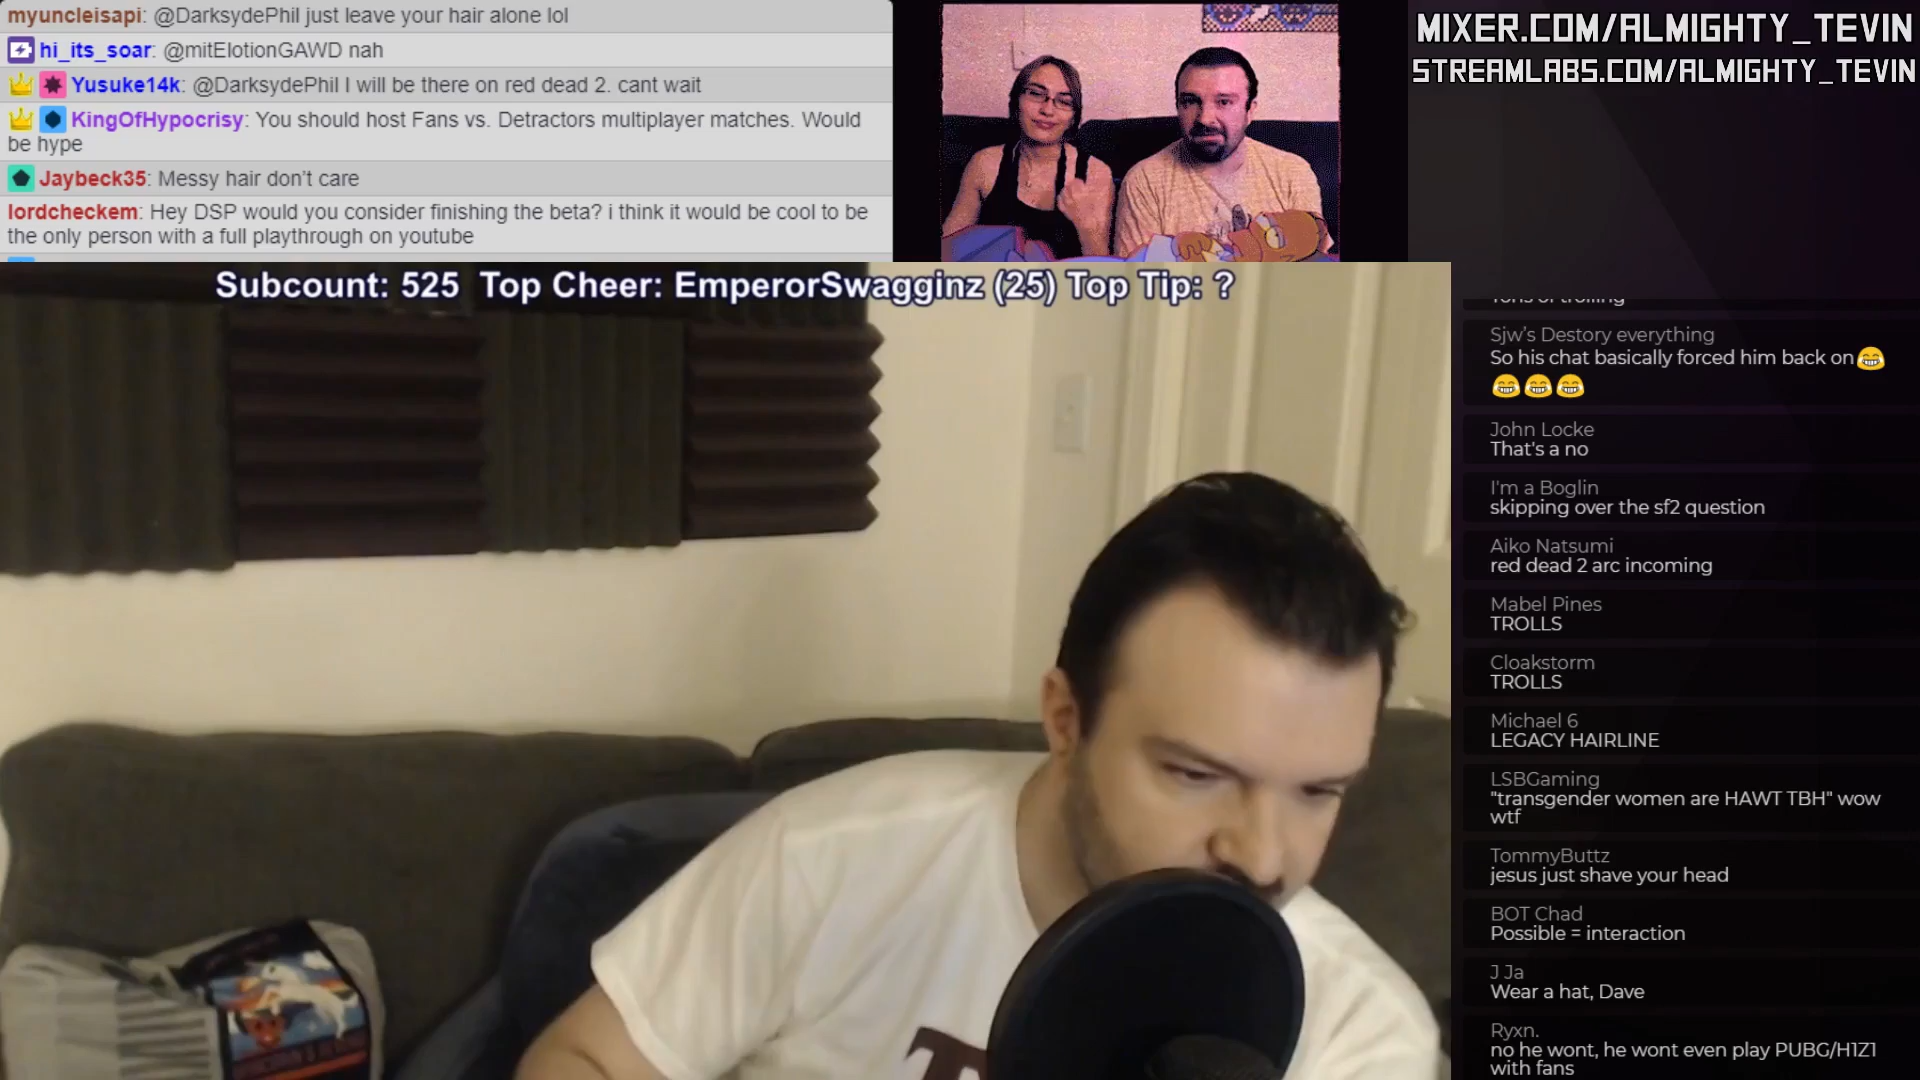 myuncleisapi: @DarksydePhil just leave your hair alone lol
hi_its_soar: @mitElotionGAWD nah
Yusuke14k: @DarksydePhil I will be there on red dead 2. cant wait
KingOfHypocrisy: You should host Fans vs. Detractors multiplayer matches. Would
be hype
Jaybeck35: Messy hair don't care
lordcheckem: Hey DSP would you consider finishing the beta? i think it would be cool to be
the only person with a full playthrough on youtube
MIXER.COM/ALMIGHTY_TEVIN
STREAMLABS.COM/ALMIGHTY_TEVIN
Subcount: 525 Top Cheer: EmperorSwagginz (25) Top Tip: ?
Tons of trolling
Sjw's Destory everything
So his chat basically forced him back on😂
😂😂😂
John Locke
That's a no
I'm a Boglin
skipping over the sf2 question
Aiko Natsumi
red dead 2 arc incoming
Mabel Pines
TROLLS
Cloakstorm
TROLLS
Michael 6
LEGACY HAIRLINE
LSBGaming
"transgender women are HAWT TBH" wow
wtf
TommyButtz
jesus just shave your head
BOT Chad
Possible = interaction
J Ja
Wear a hat, Dave
Ryxn.
no he wont, he wont even play PUBG/H1Z1
with fans